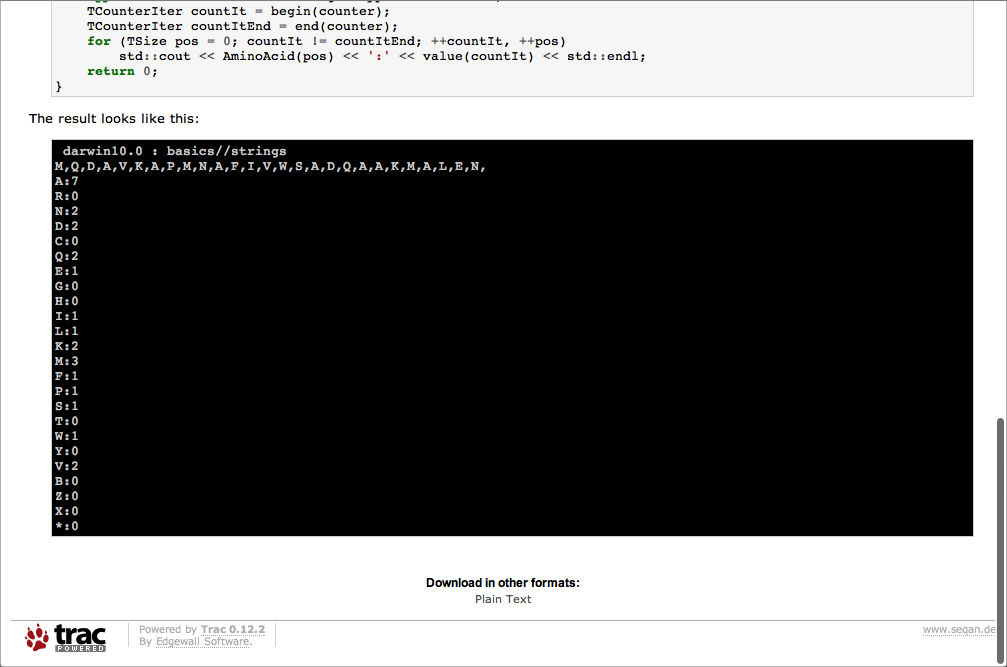 TCounterIter countIt = begin(counter);
TCounterIter countItEnd = end(counter);
for (TSize pos = 0; countIt != countItEnd; ++countIt, ++pos)
std::cout << AminoAcid(pos) << ':' << value(countIt) << std::endl;
return 0;
}
The result looks like this:
darwin10.0 : basics//strings
M,Q,D,A,V,K,A,P,M,N,A,F,I,V,W,S,A,D,Q,A,A,K,M,A,L,E,N,
A:7
R:0
N:2
D:2
C:0
Q:2
E:1
G:0
H:0
I:1
L:1
K:2
M:3
F:1
P:1
S:1
T:0
W:1
Y:0
V:2
B:0
Z:0
X:0
*:0
Download in other formats:
Plain Text
trac
POWERED
Powered by Trac 0.12.2
By Edgewall Software.
www.seqan.de